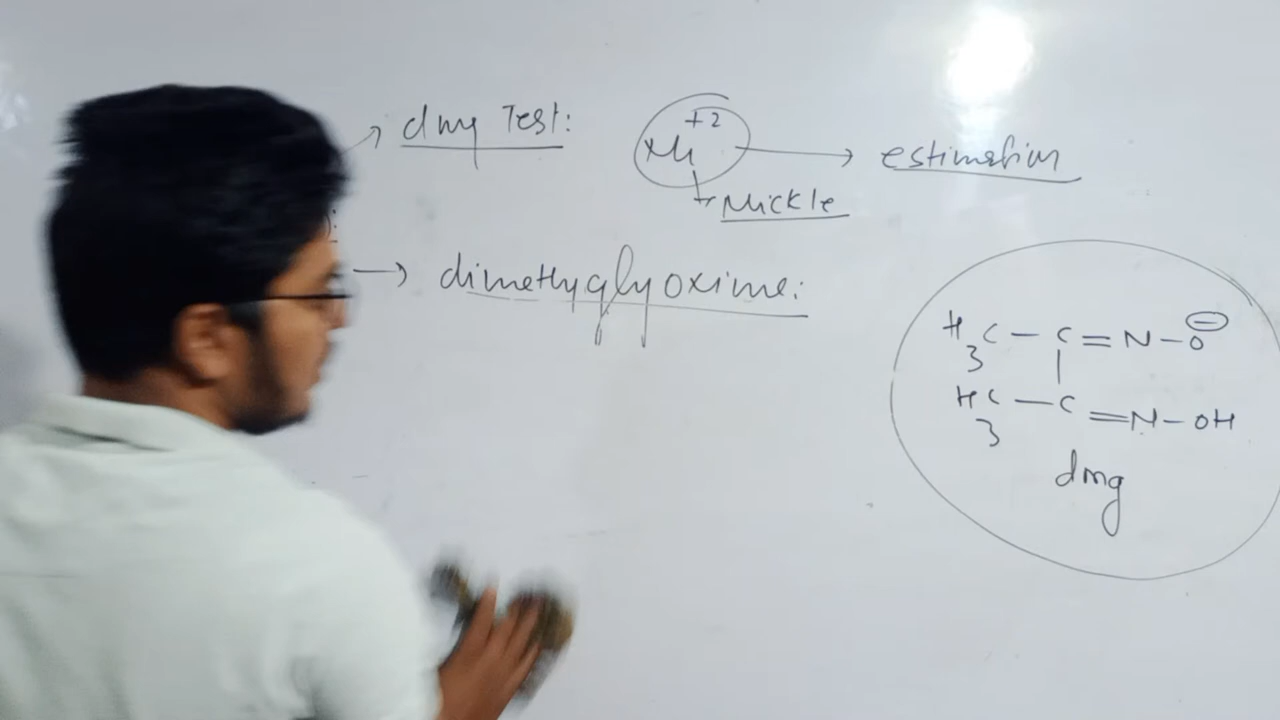 dmg Test:
Ni+2 → estimation
Nickle
→ dimethyglyoxime:
H3C - C = N - O⊖
|
H3C - C = N - OH
dmg